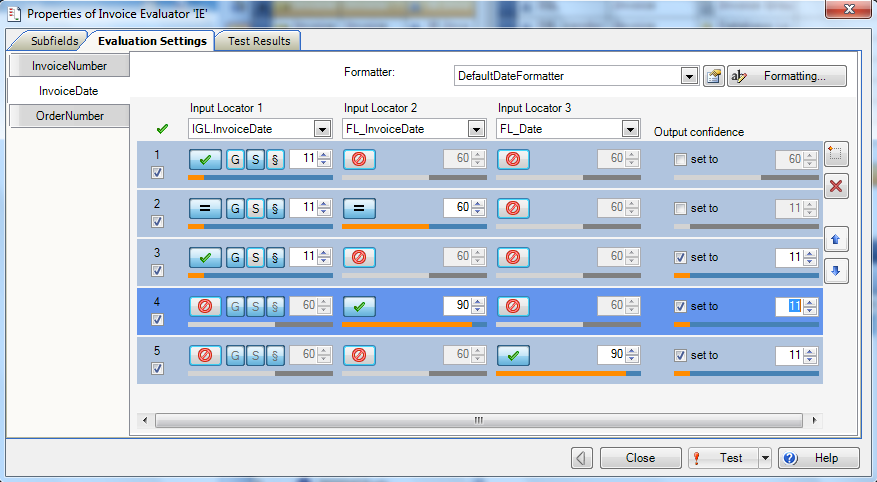 Properties of Invoice Evaluator 'IE'
Subfields Evaluation Settings Test Results
InvoiceNumber
InvoiceDate
OrderNumber
Formatter: DefaultDateFormatter Formatting...
Input Locator 1 Input Locator 2 Input Locator 3
IGL.InvoiceDate FL_InvoiceDate FL_Date Output confidence
1 G S § 11 60 60 set to 60
2 = G S § 11 = 60 60 set to 11
3 G S § 11 60 60 set to 11
4 G S § 60 90 60 set to 11
5 G S § 60 60 90 set to 11
Close Test Help